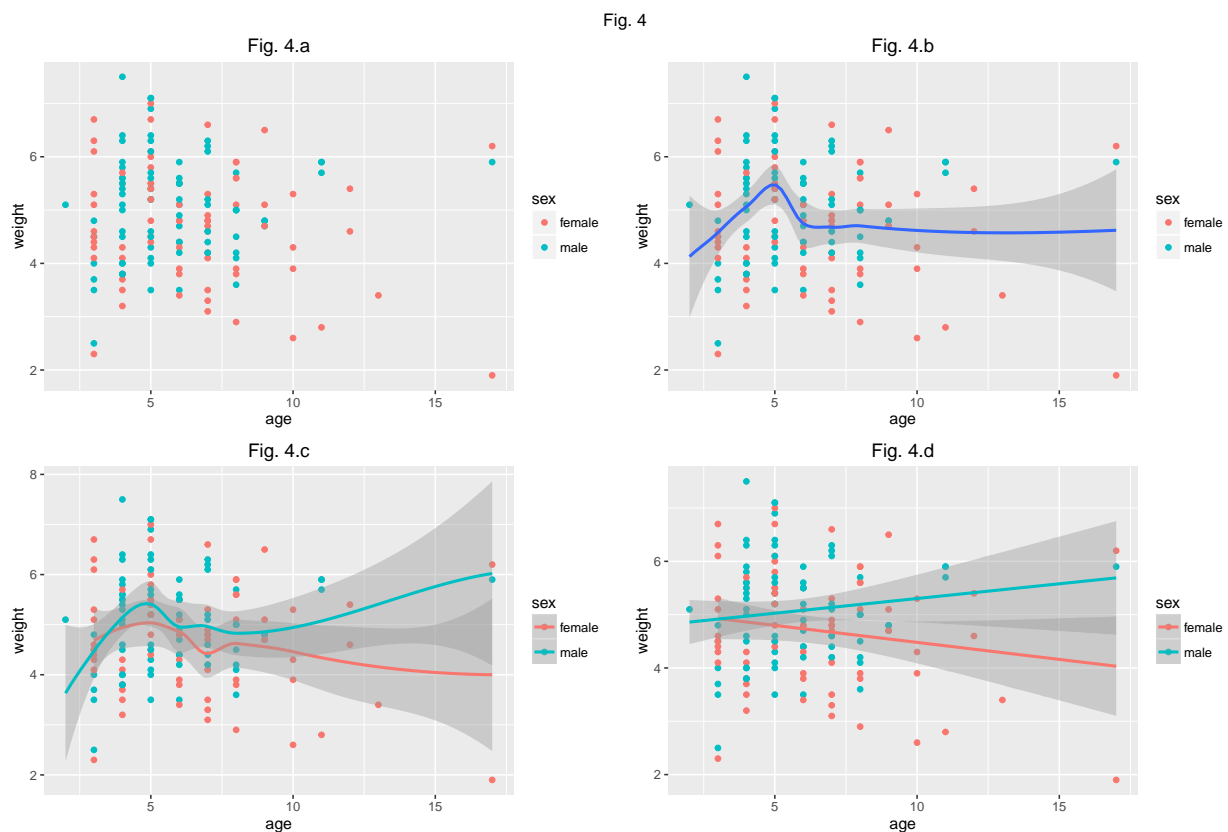 Fig. 4
Fig. 4.a
6
4
2
weight
5
10
15
age
sex
female
male
Fig. 4.b
6
4
2
weight
5
10
15
age
sex
female
male
Fig. 4.c
8
6
4
2
weight
5
10
15
age
sex
female
male
Fig. 4.d
6
4
2
weight
5
10
15
age
sex
female
male